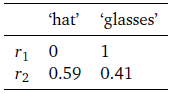 ‘hat’ ‘glasses’
r1 0 1
r2 0.59 0.41